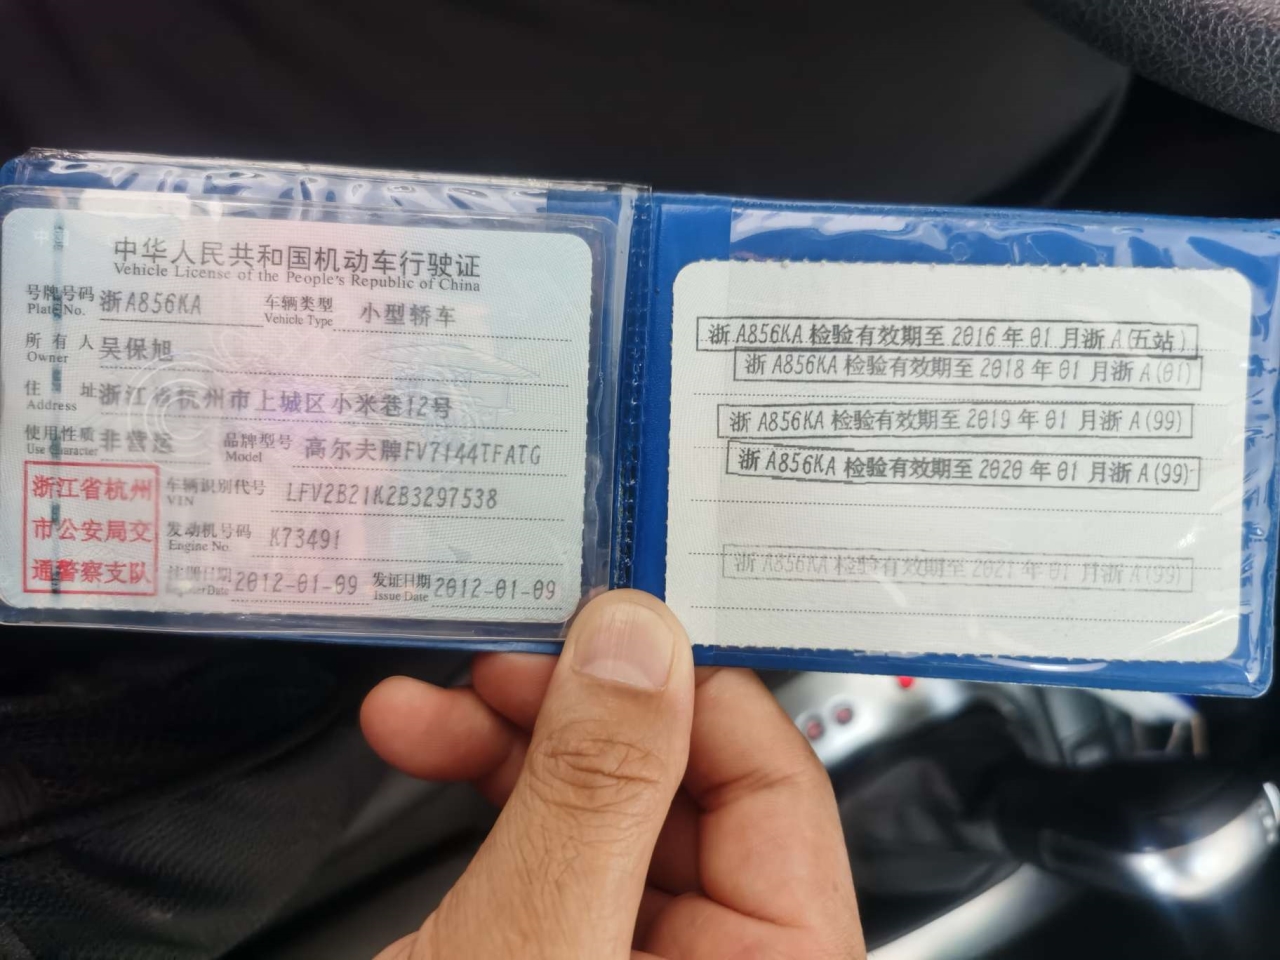 中华人民共和国机动车行驶证
Vehicle License of the People's Republic of China
号牌号码 浙A856KA 车辆类型 小型轿车
Plate No. Vehicle Type
所有人 吴保旭
Owner
住址 浙江省杭州市上城区小米巷12号
Address
使用性质 非营运 品牌型号 高尔夫牌FV7144TFATG
Use Character Model
浙江省杭州
市公安局交
通警察支队
车辆识别代号 LFV2B21K2B3297538
VIN
发动机号码 K73491
Engine No.
注册日期 2012-01-09 发证日期 2012-01-09
Register Date Issue Date
浙A856KA 检验有效期至 2016 年 01 月浙A(五站)
浙A856KA 检验有效期至 2018 年 01 月浙A(01)
浙A856KA 检验有效期至 2019 年 01 月浙A(99)
浙A856KA 检验有效期至 2020 年 01 月浙A(99)
浙A856KA 检验有效期至 2021 年 01 月浙A(99)